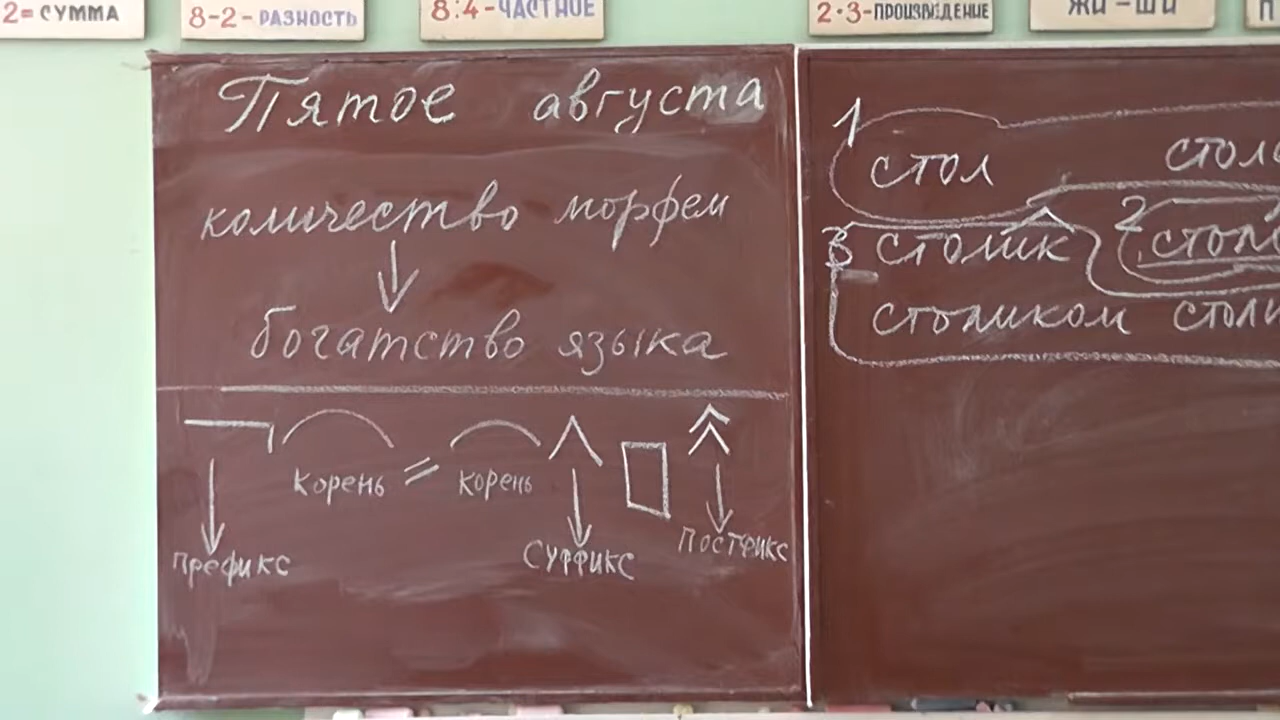 2= СУММА
8-2-РАЗНОСТЬ
8:4-ЧАСТНОЕ
2·3-ПРОИЗВЕДЕНИЕ
ЖИ-ШИ
Пятое августа
количество морфем
богатство языка
корень = корень
префикс
суффикс
постфикс
1
стол
2
3 столик
столиком